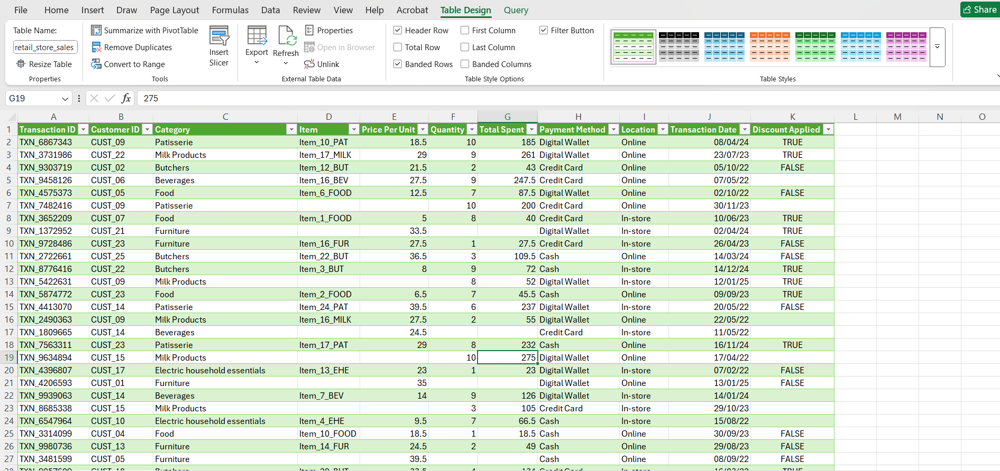 File Home Insert Draw Page Layout Formulas Data Review View Help Acrobat Table Design Query Share
Table Name:
retail_store_sales
Resize Table
Properties
Summarize with PivotTable
Remove Duplicates
Convert to Range
Tools
Insert
Slicer
Export
Refresh
Properties
Open in Browser
Unlink
External Table Data
Header Row First Column Filter Button
Total Row Last Column
Banded Rows Banded Columns
Table Style Options
Table Styles
G19 fx 275
A B C D E F G H I J K L M N O
1 Transaction ID Customer ID Category Item Price Per Unit Quantity Total Spent Payment Method Location Transaction Date Discount Applied
2 TXN_6867343 CUST_09 Patisserie Item_10_PAT 18.5 10 185 Digital Wallet Online 08/04/24 TRUE
3 TXN_3731986 CUST_22 Milk Products Item_17_MILK 29 9 261 Digital Wallet Online 23/07/23 TRUE
4 TXN_9303719 CUST_02 Butchers Item_12_BUT 21.5 2 43 Credit Card Online 05/10/22 FALSE
5 TXN_9458126 CUST_06 Beverages Item_16_BEV 27.5 9 247.5 Credit Card Online 07/05/22
6 TXN_4575373 CUST_05 Food Item_6_FOOD 12.5 7 87.5 Digital Wallet Online 02/10/22 FALSE
7 TXN_7482416 CUST_09 Patisserie 10 200 Credit Card Online 30/11/23
8 TXN_3652209 CUST_07 Food Item_1_FOOD 5 8 40 Credit Card In-store 10/06/23 TRUE
9 TXN_1372952 CUST_21 Furniture 33.5 Digital Wallet In-store 02/04/24 TRUE
10 TXN_9728486 CUST_23 Furniture Item_16_FUR 27.5 1 27.5 Credit Card In-store 26/04/23 FALSE
11 TXN_2722661 CUST_25 Butchers Item_22_BUT 36.5 3 109.5 Cash Online 14/03/24 FALSE
12 TXN_8776416 CUST_22 Butchers Item_3_BUT 8 9 72 Cash In-store 14/12/24 TRUE
13 TXN_5422631 CUST_09 Milk Products 8 52 Digital Wallet In-store 12/01/25 TRUE
14 TXN_5874772 CUST_23 Food Item_2_FOOD 6.5 7 45.5 Cash Online 09/09/23 TRUE
15 TXN_4413070 CUST_14 Patisserie Item_24_PAT 39.5 6 237 Digital Wallet In-store 20/05/22 FALSE
16 TXN_2490363 CUST_09 Milk Products Item_16_MILK 27.5 2 55 Digital Wallet Online 22/05/22
17 TXN_1809665 CUST_14 Beverages 24.5 Credit Card In-store 11/05/22
18 TXN_7563311 CUST_23 Patisserie Item_17_PAT 29 8 232 Cash Online 16/11/24 TRUE
19 TXN_9634894 CUST_15 Milk Products 10 275 Digital Wallet Online 17/04/22
20 TXN_4396807 CUST_17 Electric household essentials Item_13_EHE 23 1 23 Digital Wallet In-store 07/02/22 FALSE
21 TXN_4206593 CUST_01 Furniture 35 Digital Wallet Online 13/01/25 FALSE
22 TXN_9939063 CUST_14 Beverages Item_7_BEV 14 9 126 Digital Wallet In-store 14/01/24
23 TXN_8685338 CUST_15 Milk Products 3 105 Credit Card In-store 29/10/23
24 TXN_6547964 CUST_10 Electric household essentials Item_4_EHE 9.5 7 66.5 Cash In-store 15/08/22
25 TXN_3314099 CUST_04 Food Item_10_FOOD 18.5 1 18.5 Cash Online 30/09/23 FALSE
26 TXN_9980736 CUST_13 Furniture Item_14_FUR 24.5 2 49 Cash Online 29/08/23 FALSE
27 TXN_3481599 CUST_05 Furniture 39.5 Cash Online 08/09/22 FALSE